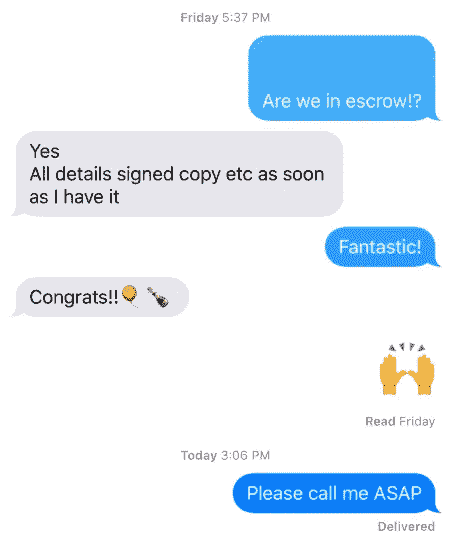 Friday 5:37 PM
Are we in escrow!?
Yes
All details signed copy etc as soon
as I have it
Fantastic!
Congrats!!🎈🍾
🙌
Read Friday
Today 3:06 PM
Please call me ASAP
Delivered